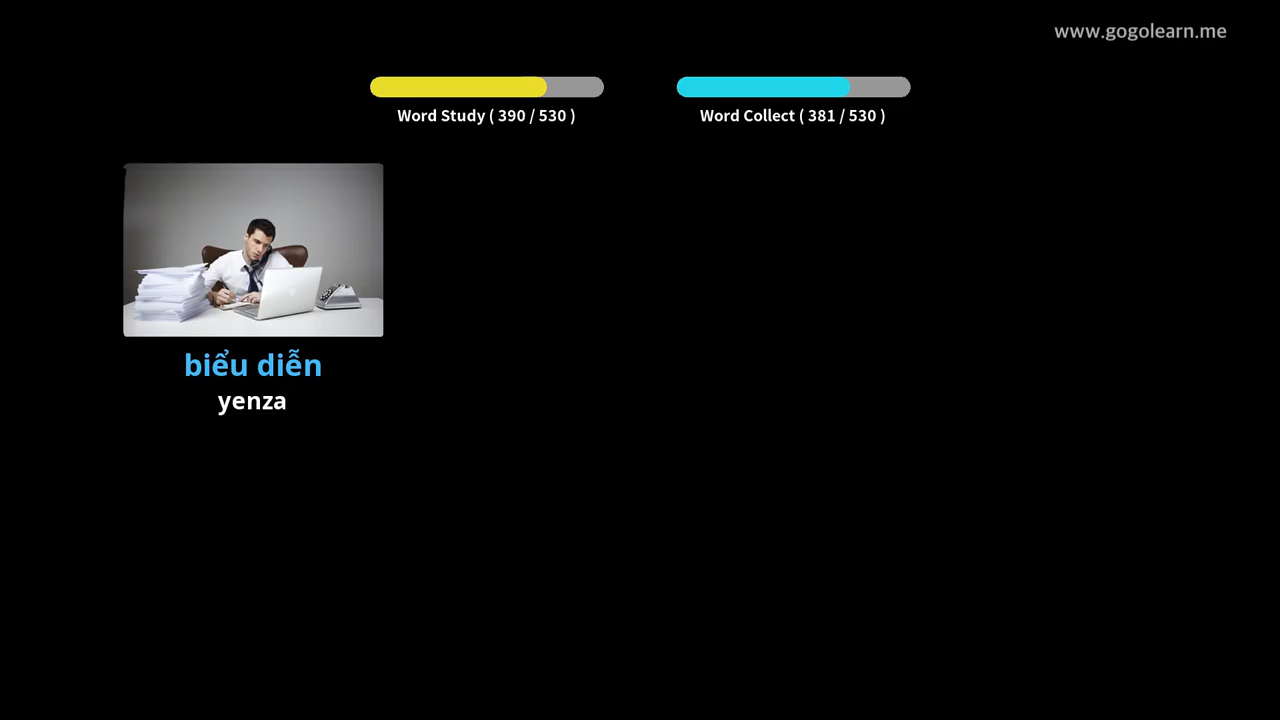 www.gogolearn.me
Word Study ( 390 / 530 )
Word Collect ( 381 / 530 )
biểu diễn
yenza